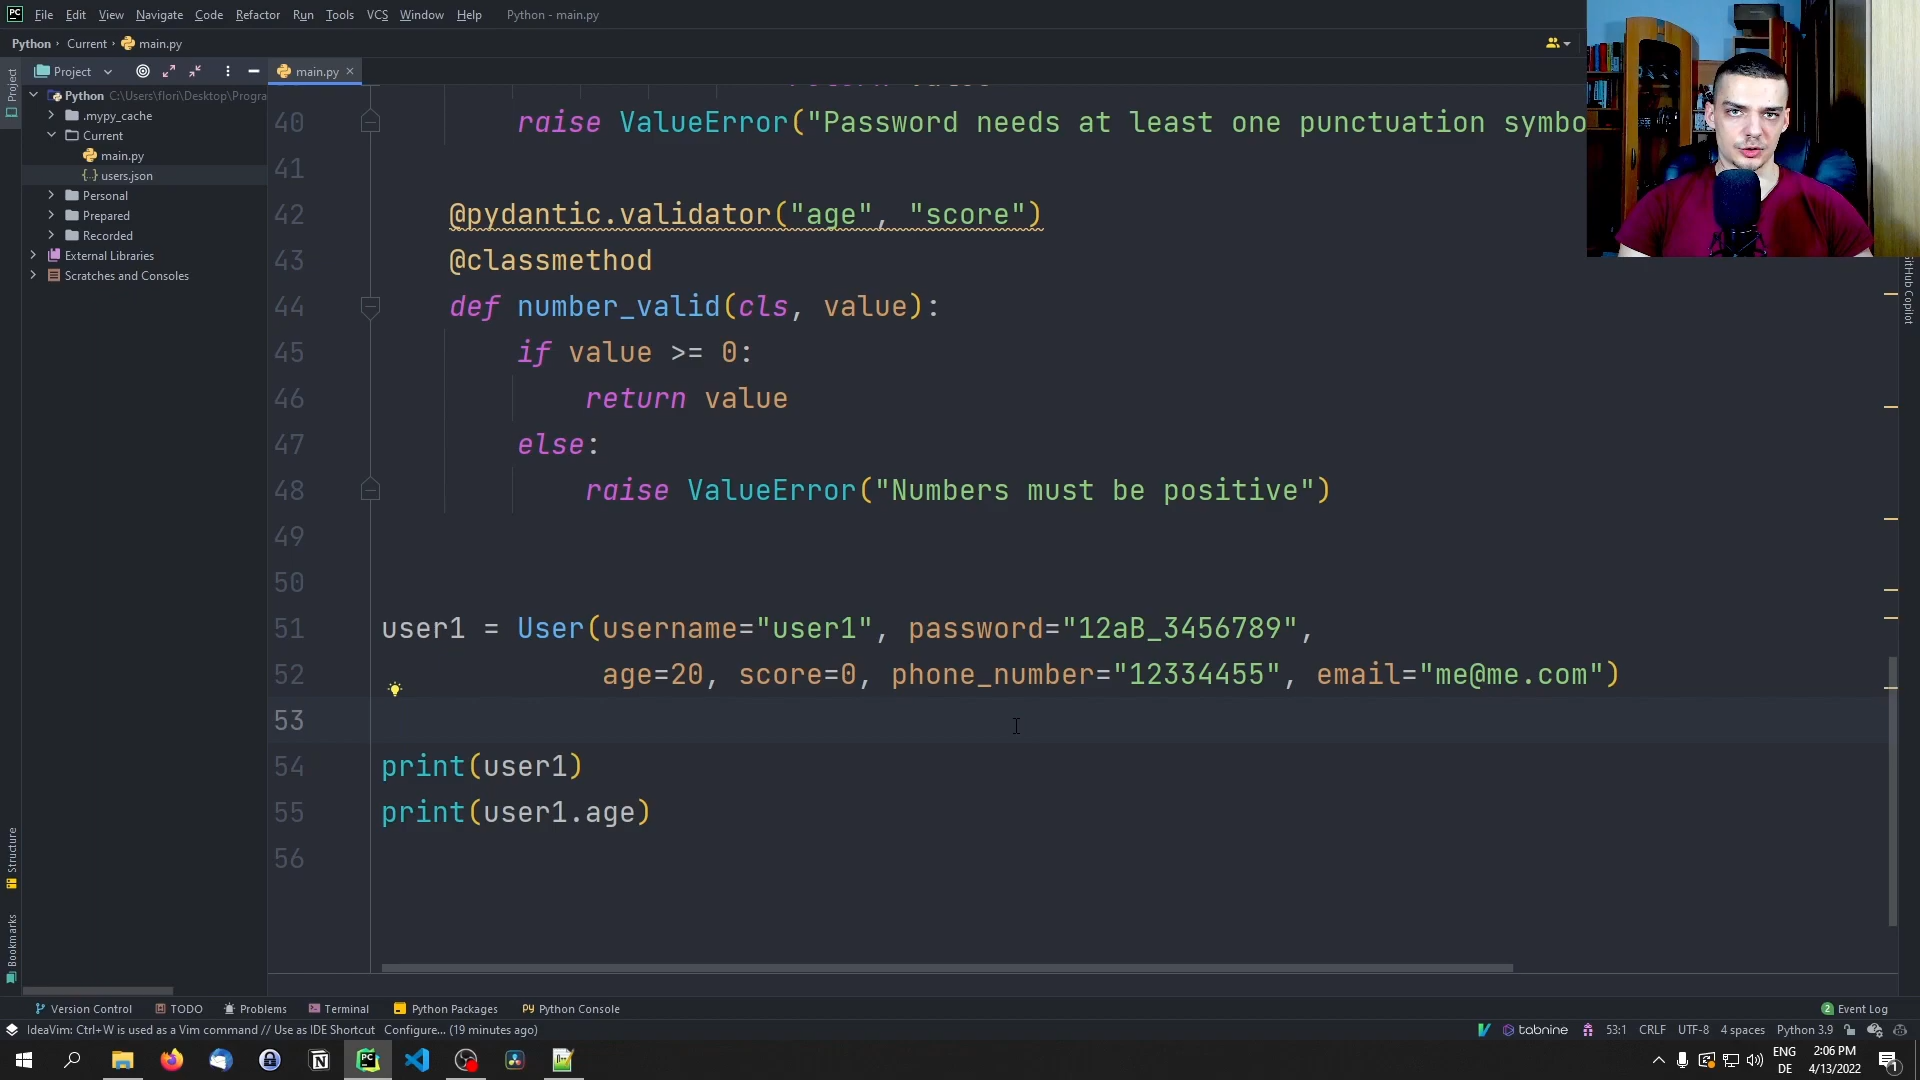 PC File Edit View Navigate Code Refactor Run Tools VCS Window Help Python - main.py
Python › Current › main.py
Project
Project
main.py
Python C:\Users\flori\Desktop\Progra
.mypy_cache
Current
main.py
users.json
Personal
Prepared
Recorded
External Libraries
Scratches and Consoles
40 raise ValueError("Password needs at least one punctuation symbo
41
42 @pydantic.validator("age", "score")
43 @classmethod
44 def number_valid(cls, value):
45 if value >= 0:
46 return value
47 else:
48 raise ValueError("Numbers must be positive")
49
50
51 user1 = User(username="user1", password="12aB_3456789",
52 age=20, score=0, phone_number="12334455", email="me@me.com")
53
54 print(user1)
55 print(user1.age)
56
GitHub Copilot
Structure
Bookmarks
Version Control TODO Problems Terminal Python Packages Python Console 2 Event Log
IdeaVim: Ctrl+W is used as a Vim command // Use as IDE Shortcut Configure... (19 minutes ago) tabnine 53:1 CRLF UTF-8 4 spaces Python 3.9
ENG 2:06 PM
DE 4/13/2022 1